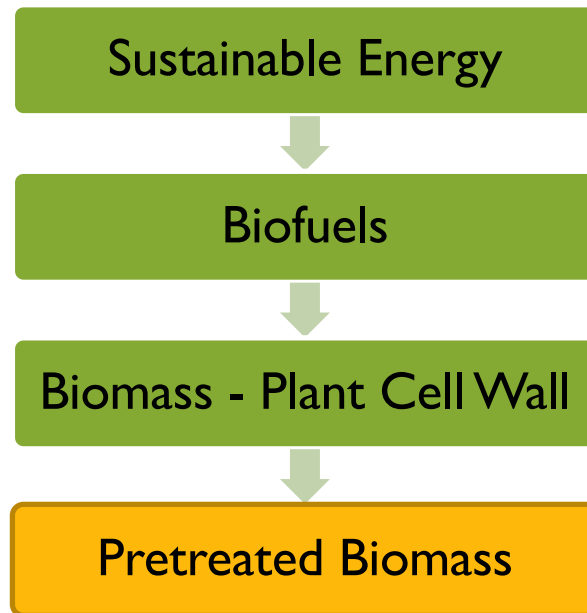 Sustainable Energy
Biofuels
Biomass - Plant Cell Wall
Pretreated Biomass